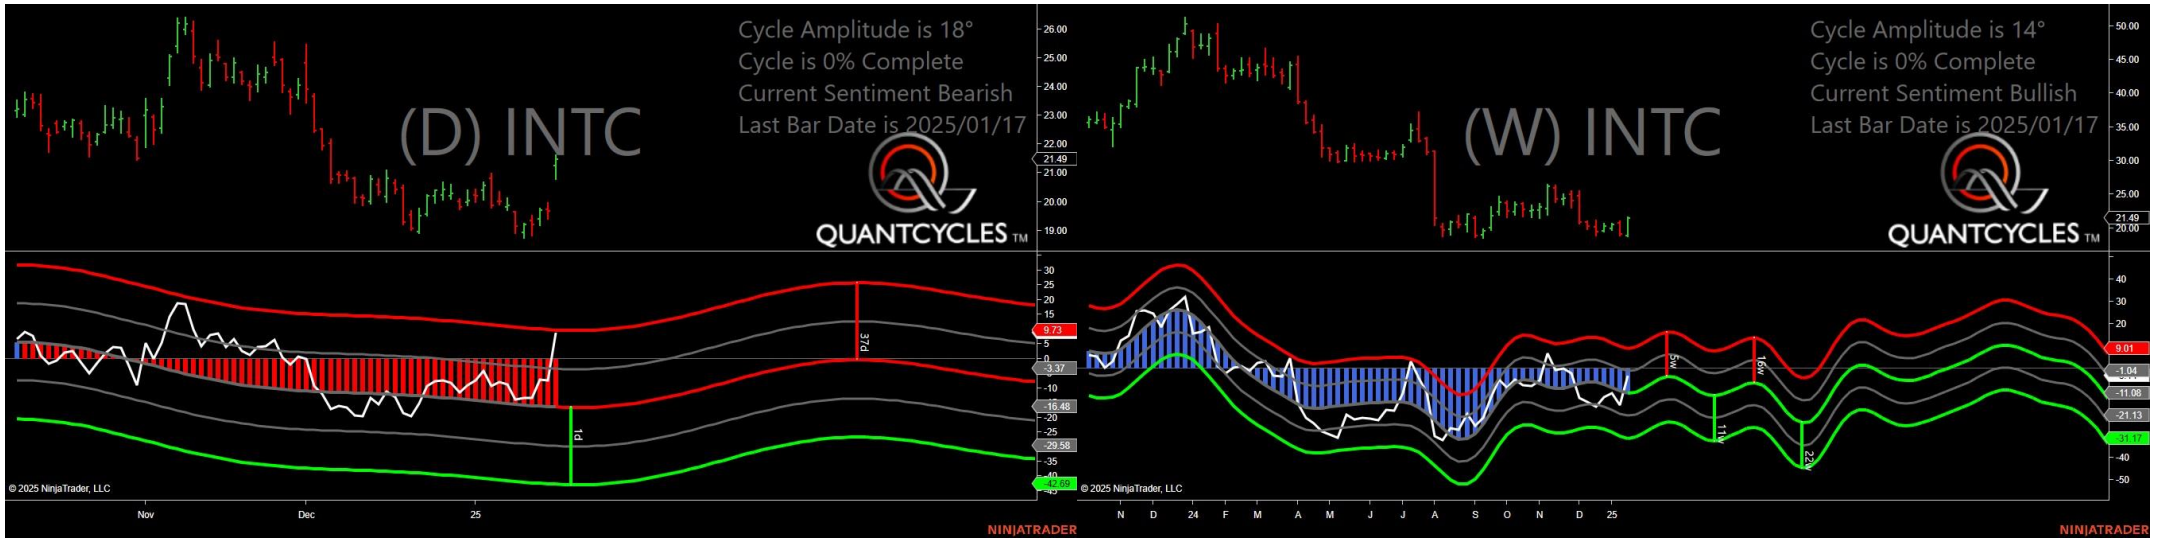 Cycle Amplitude is 18°
Cycle is 0% Complete
Current Sentiment Bearish
Last Bar Date is 2025/01/17
(D) INTC
QUANTCYCLES TM
26.00
25.00
24.00
23.00
22.00
21.49
21.00
20.00
19.00
30
25
20
15
9.73
5
0
-3.37
-10
-16.48
-20
-25
-29.58
-35
-42.69
-45
37d
1d
© 2025 NinjaTrader, LLC
Nov Dec 25
NINJATRADER
Cycle Amplitude is 14°
Cycle is 0% Complete
Current Sentiment Bullish
Last Bar Date is 2025/01/17
(W) INTC
QUANTCYCLES TM
50.00
45.00
40.00
35.00
30.00
25.00
21.49
20.00
40
30
20
9.01
-1.04
-11.08
-21.13
-31.17
-40
-50
5w
16w
11w
22w
© 2025 NinjaTrader, LLC
N D 24 F M A M J J A S O N D 25
NINJATRADER